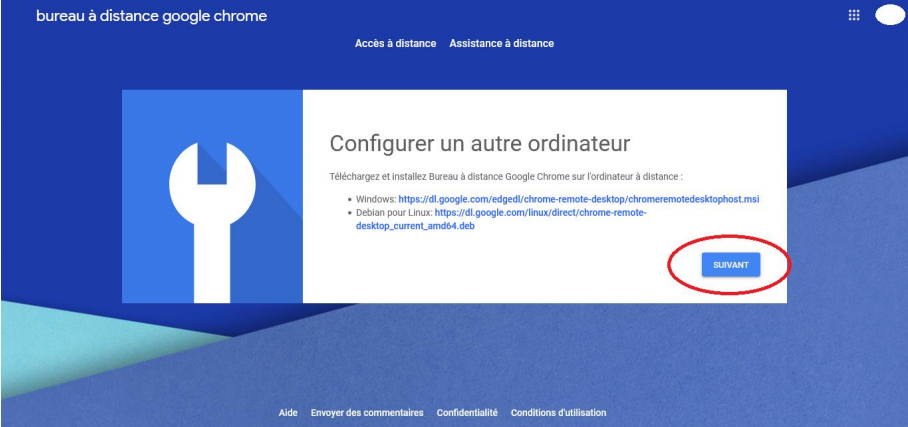 bureau à distance google chrome
Accès à distance Assistance à distance
Configurer un autre ordinateur
Téléchargez et installez Bureau à distance Google Chrome sur l'ordinateur à distance :
• Windows: https://dl.google.com/edgedl/chrome-remote-desktop/chromeremotedesktophost.msi
• Debian pour Linux: https://dl.google.com/linux/direct/chrome-remote-
desktop_current_amd64.deb
SUIVANT
Aide Envoyer des commentaires Confidentialité Conditions d'utilisation